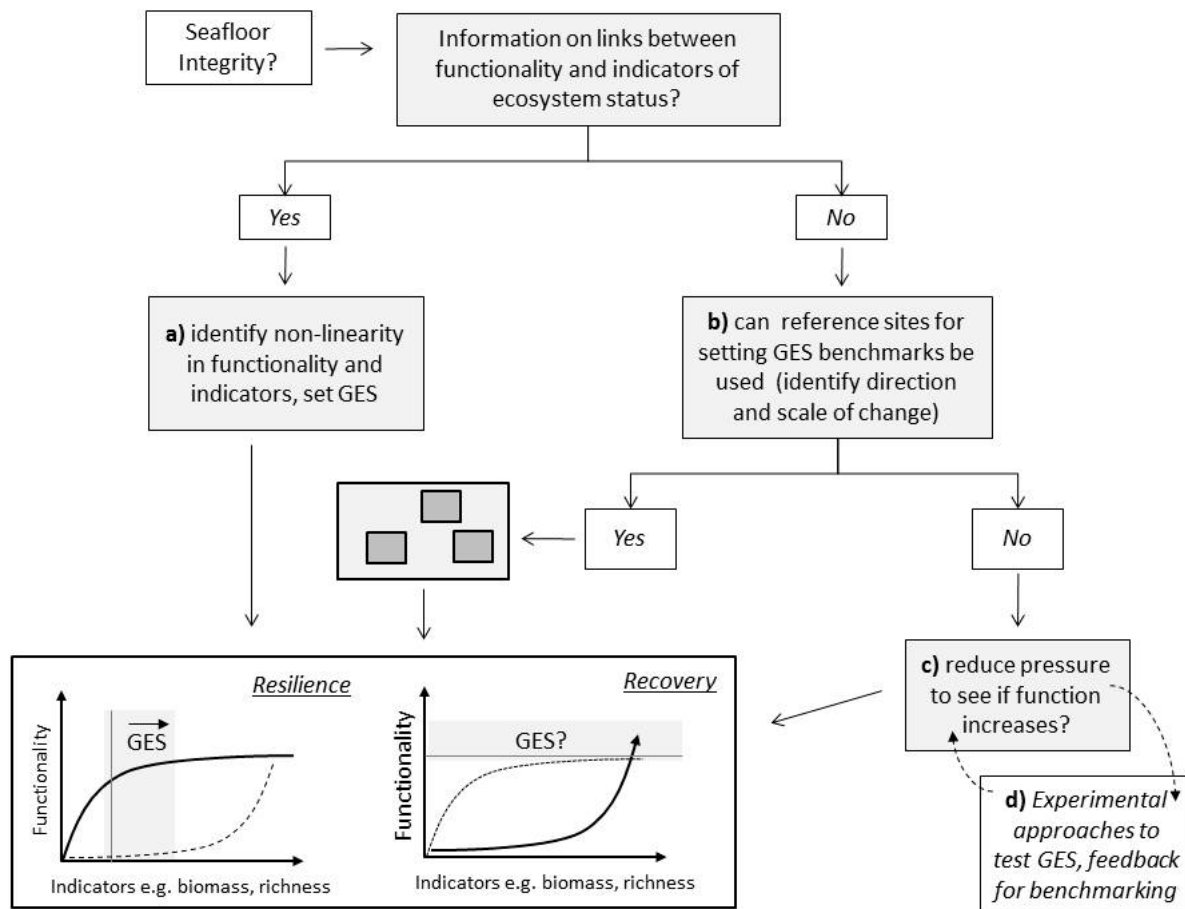 Seafloor
Integrity?
Information on links between
functionality and indicators of
ecosystem status?
Yes
No
a) identify non-linearity
in functionality and
indicators, set GES
b) can reference sites for
setting GES benchmarks be
used (identify direction
and scale of change)
Yes
No
c) reduce pressure
to see if function
increases?
d) Experimental
approaches to
test GES, feedback
for benchmarking
Resilience
GES
Functionality
Indicators e.g. biomass, richness
Recovery
GES?
Functionality
Indicators e.g. biomass, richness